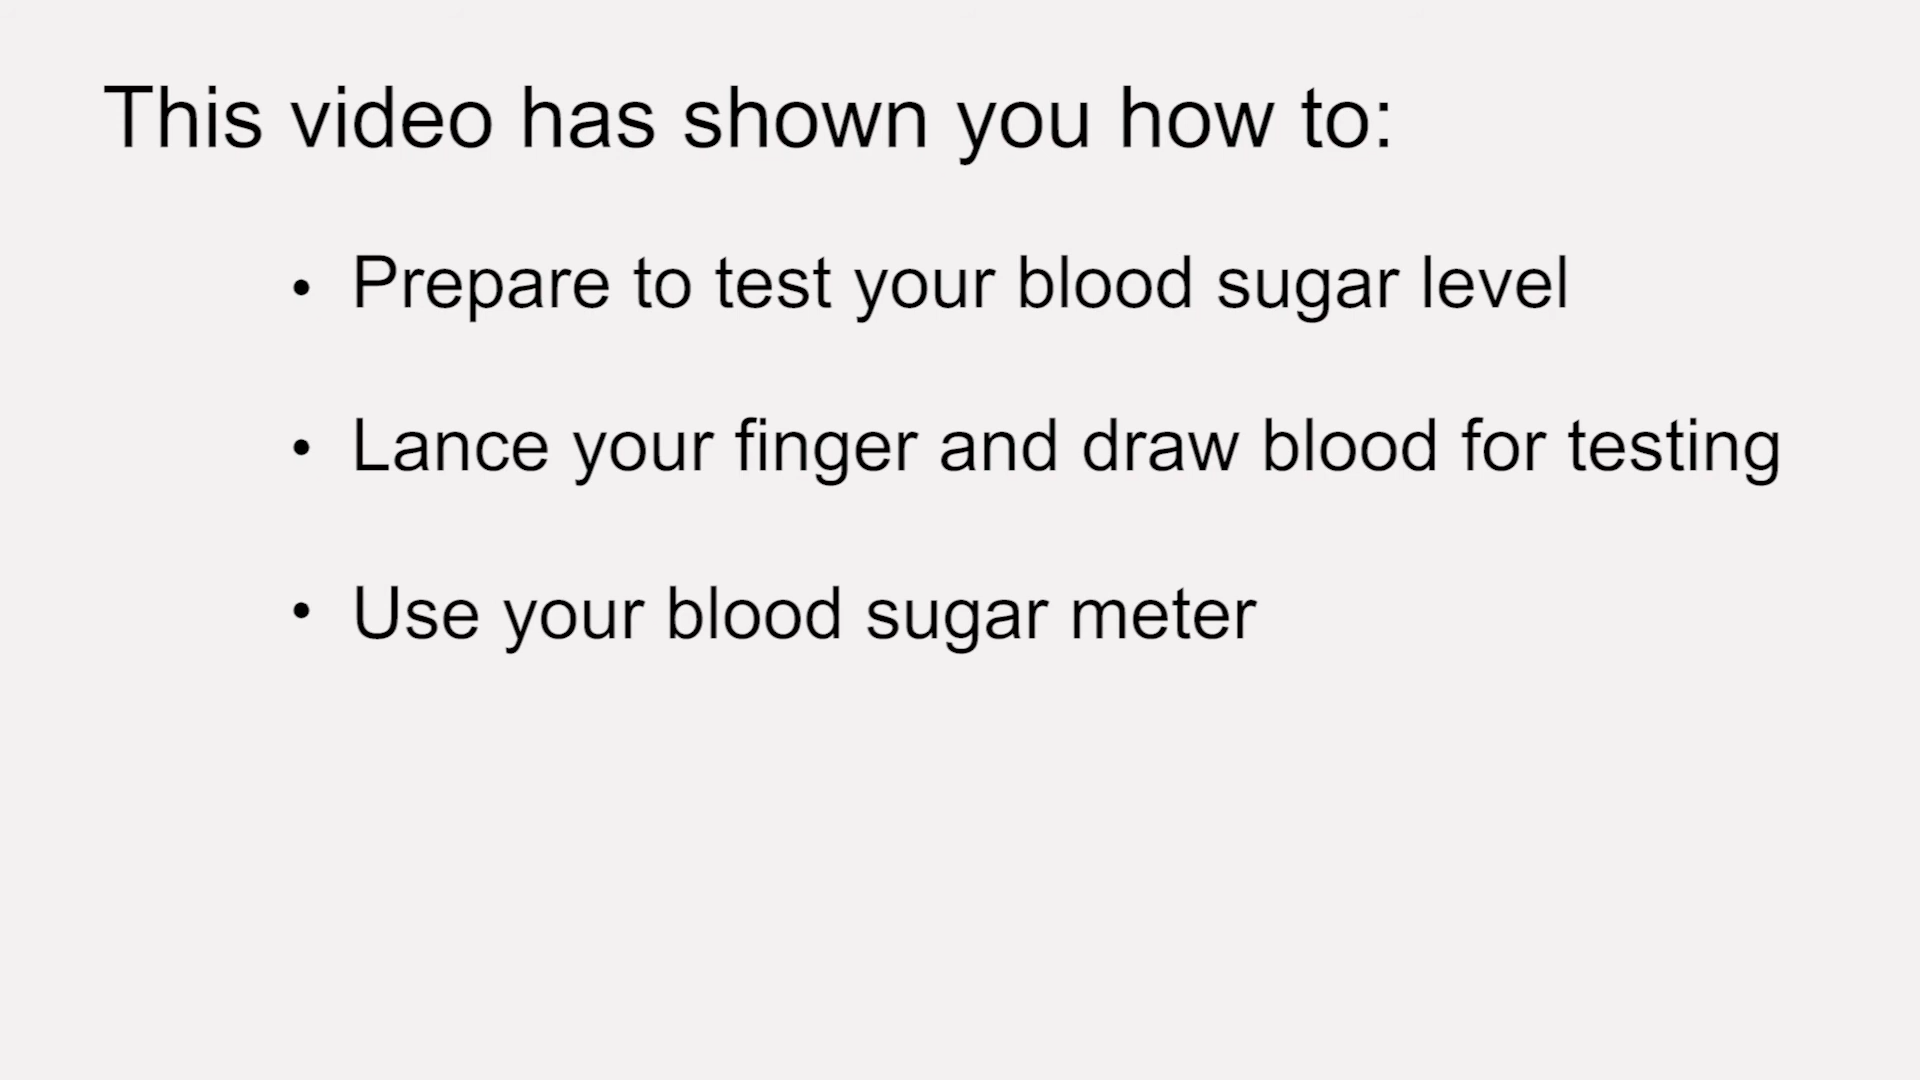 This video has shown you how to:
• Prepare to test your blood sugar level
• Lance your finger and draw blood for testing
• Use your blood sugar meter